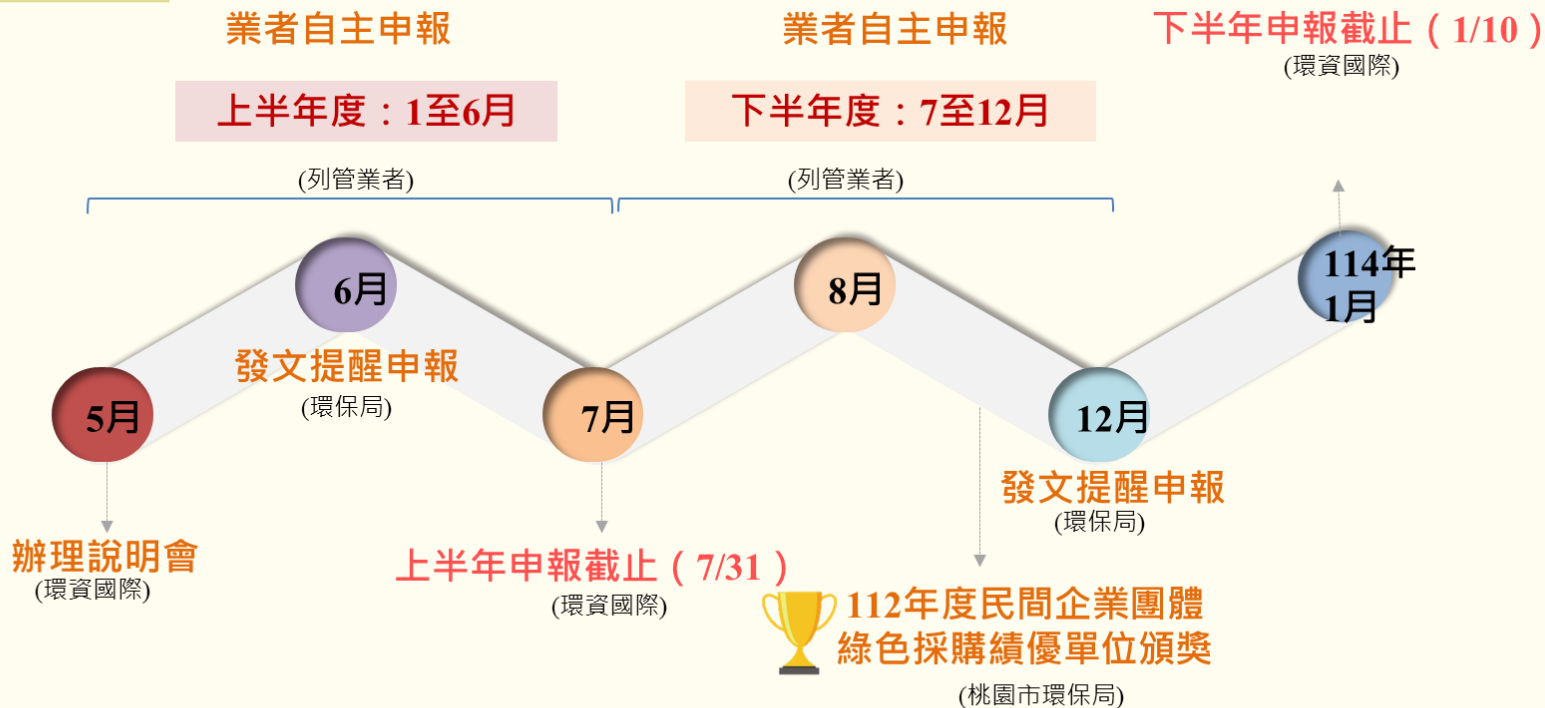 業者自主申報
業者自主申報
下半年申報截止（1/10）
(環資國際)
上半年度：1至6月
下半年度：7至12月
(列管業者)
(列管業者)
6月
8月
114年
1月
發文提醒申報
(環保局)
5月
7月
12月
發文提醒申報
(環保局)
辦理說明會
(環資國際)
上半年申報截止（7/31）
(環資國際)
112年度民間企業團體
綠色採購績優單位頒獎
(桃園市環保局)